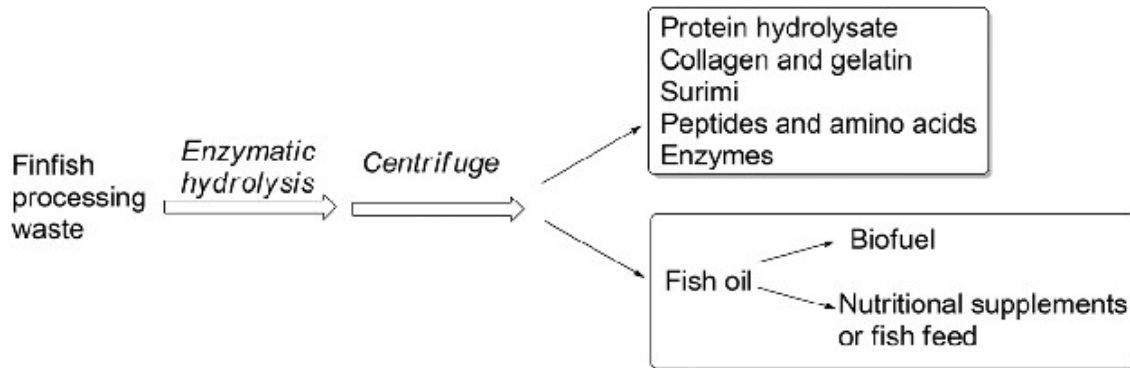 Finfish
processing
waste
Enzymatic
hydrolysis
Centrifuge
Protein hydrolysate
Collagen and gelatin
Surimi
Peptides and amino acids
Enzymes
Fish oil
Biofuel
Nutritional supplements
or fish feed